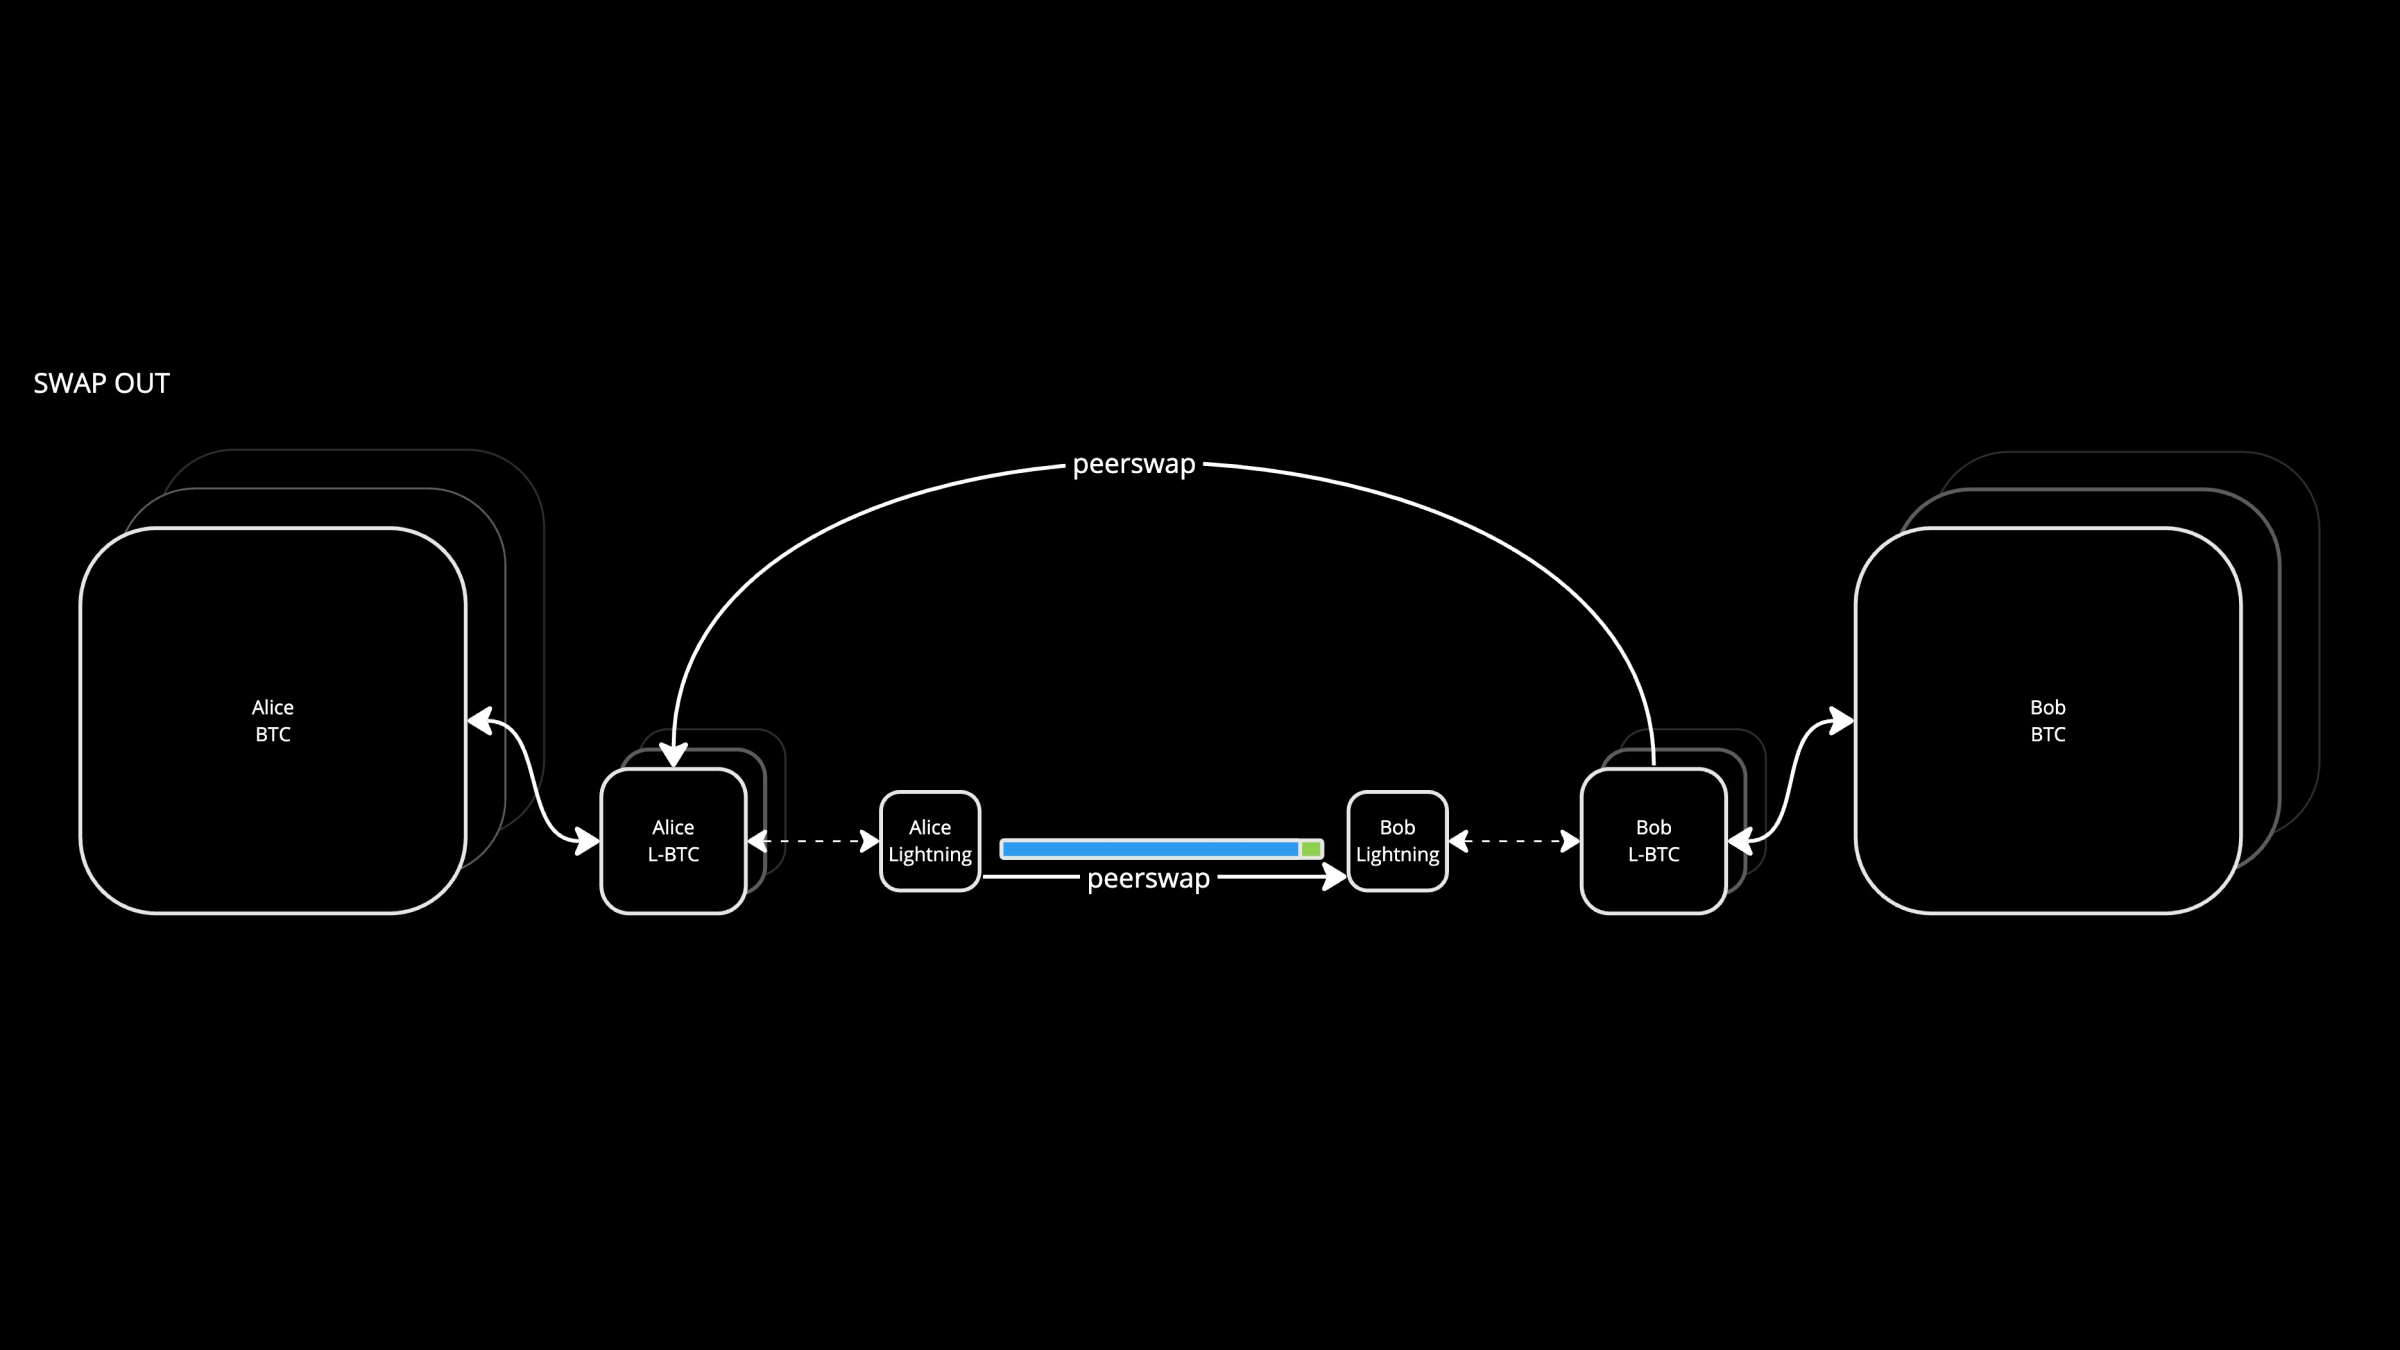 SWAP OUT
peerswap
Alice
BTC
Alice
L-BTC
Alice
Lightning
peerswap
Bob
Lightning
Bob
L-BTC
Bob
BTC